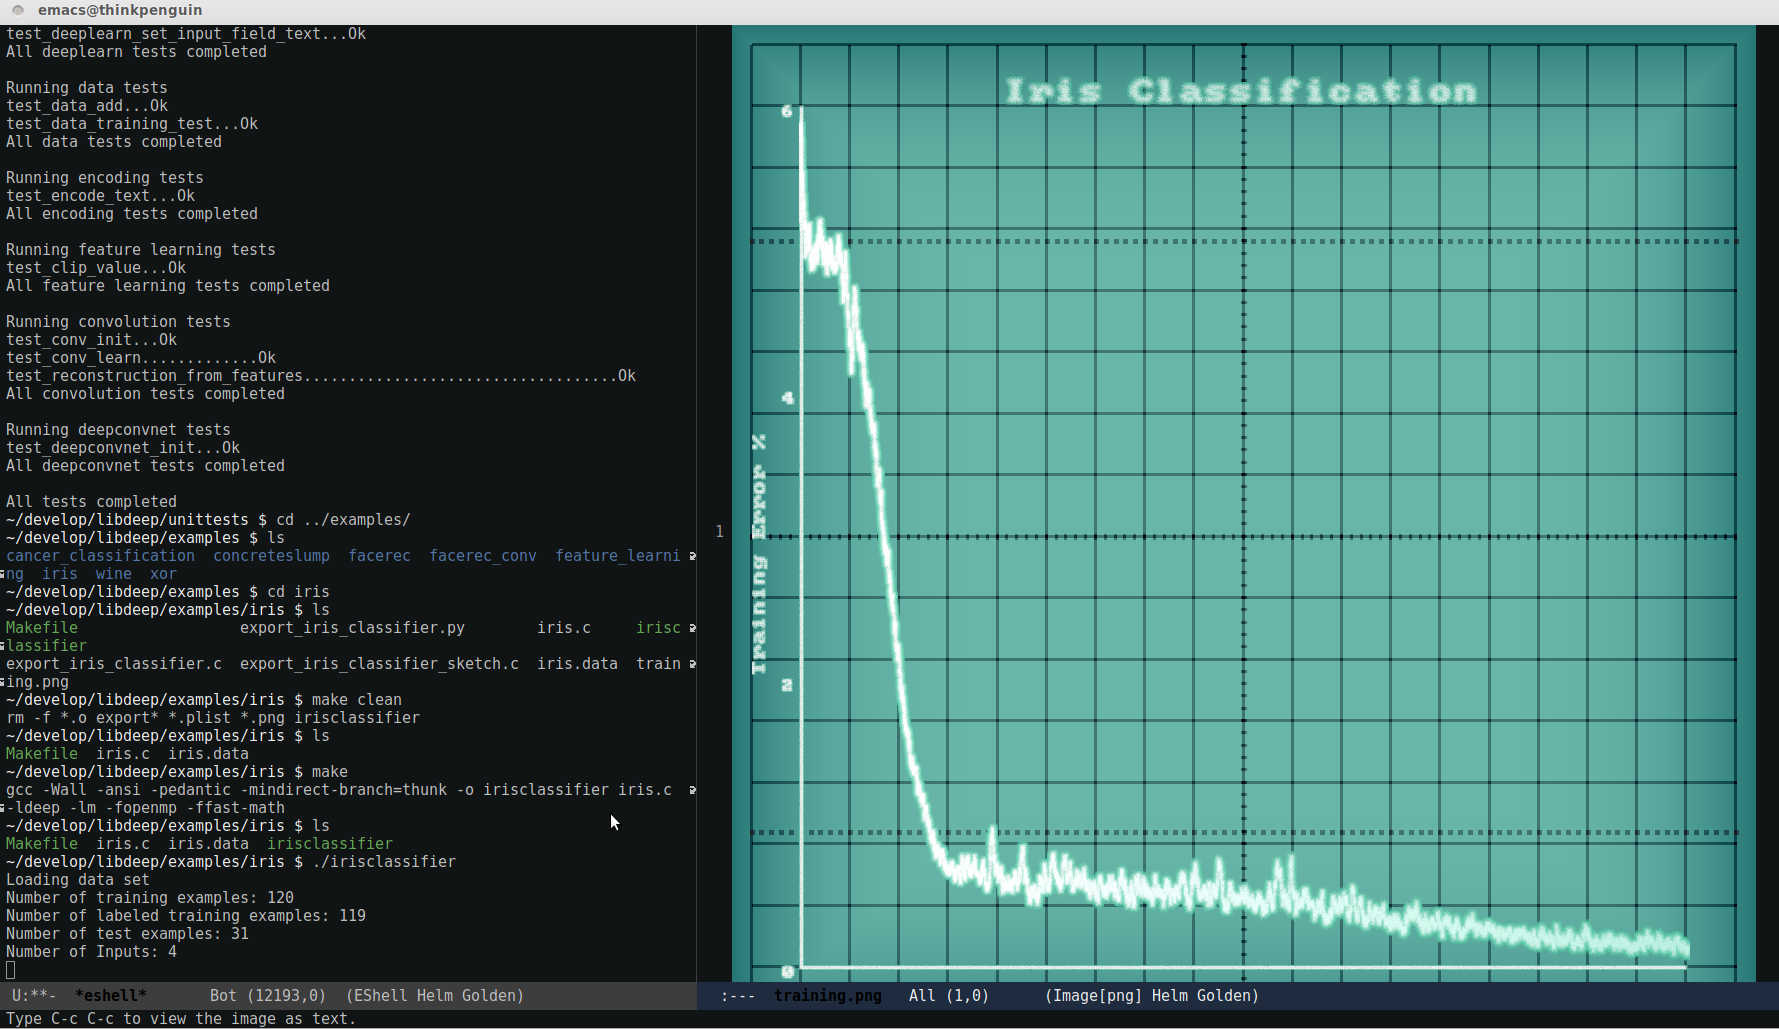 emacs@thinkpenguin
test_deeplearn_set_input_field_text...Ok
All deeplearn tests completed
Running data tests
test_data_add...Ok
test_data_training_test...Ok
All data tests completed
Running encoding tests
test_encode_text...Ok
All encoding tests completed
Running feature learning tests
test_clip_value...Ok
All feature learning tests completed
Running convolution tests
test_conv_init...Ok
test_conv_learn.............Ok
test_reconstruction_from_features...................................Ok
All convolution tests completed
Running deepconvnet tests
test_deepconvnet_init...Ok
All deepconvnet tests completed
All tests completed
~/develop/libdeep/unittests $ cd ../examples/
~/develop/libdeep/examples $ ls
cancer_classification  concreteslump  facerec  facerec_conv  feature_learni
ng  iris  wine  xor
~/develop/libdeep/examples $ cd iris
~/develop/libdeep/examples/iris $ ls
Makefile                  export_iris_classifier.py        iris.c     irisc
lassifier
export_iris_classifier.c  export_iris_classifier_sketch.c  iris.data  train
ing.png
~/develop/libdeep/examples/iris $ make clean
rm -f *.o export* *.plist *.png irisclassifier
~/develop/libdeep/examples/iris $ ls
Makefile  iris.c  iris.data
~/develop/libdeep/examples/iris $ make
gcc -Wall -ansi -pedantic -mindirect-branch=thunk -o irisclassifier iris.c
-ldeep -lm -fopenmp -ffast-math
~/develop/libdeep/examples/iris $ ls
Makefile  iris.c  iris.data  irisclassifier
~/develop/libdeep/examples/iris $ ./irisclassifier
Loading data set
Number of training examples: 120
Number of labeled training examples: 119
Number of test examples: 31
Number of Inputs: 4
U:**-  *eshell*       Bot (12193,0)  (EShell Helm Golden)
1
Iris Classification
6
4
Training Error %
2
0
:---  training.png   All (1,0)      (Image[png] Helm Golden)
Type C-c C-c to view the image as text.